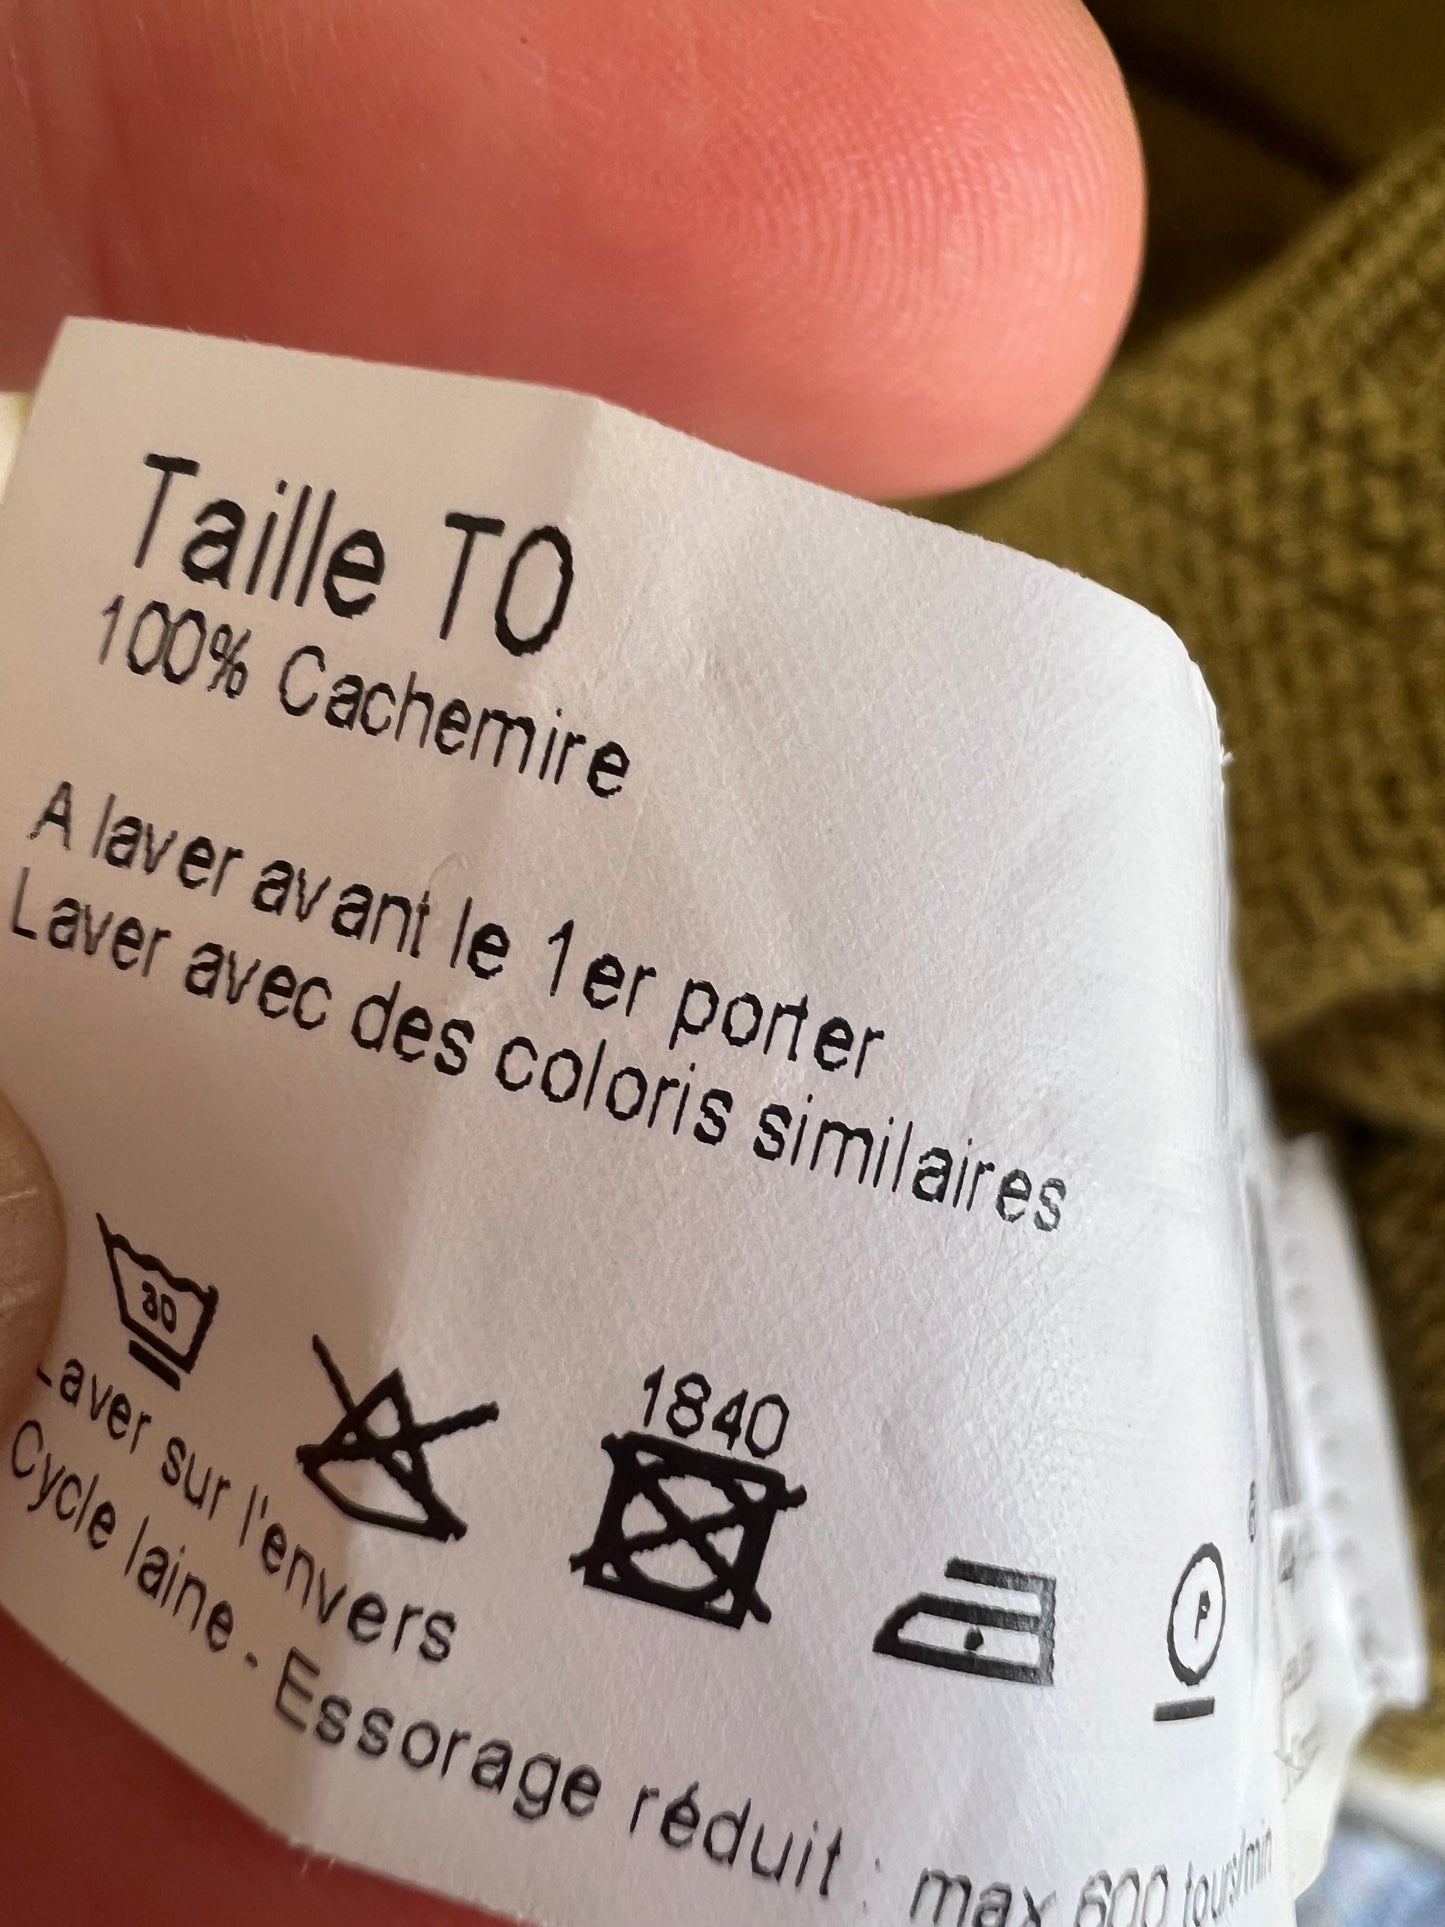 Taille T0
100% Cachemire
A laver avant le 1er porter
Laver avec des coloris similaires
30
1840
P
Laver sur l'envers
Cycle laine - Essorage réduit : max 600 tours/min